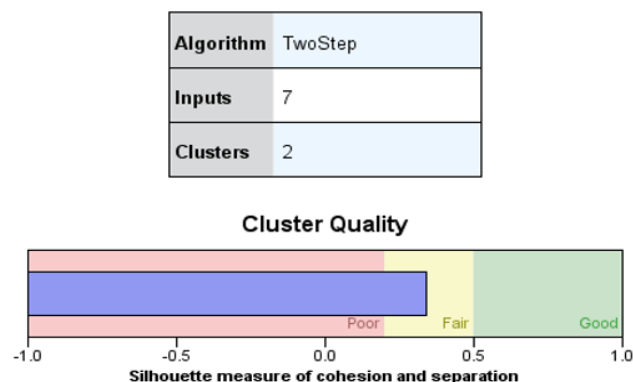 Algorithm TwoStep
Inputs 7
Clusters 2
Cluster Quality
Poor Fair Good
-1.0 -0.5 0.0 0.5 1.0
Silhouette measure of cohesion and separation